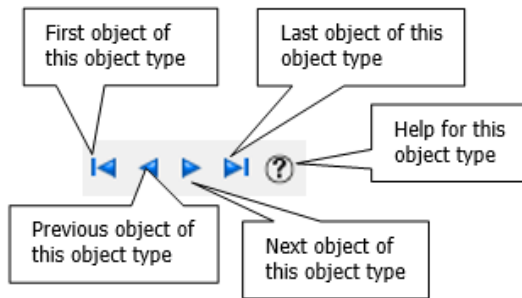 First object of
this object type
Last object of this
object type
Help for this
object type
Previous object of
this object type
Next object of
this object type
?